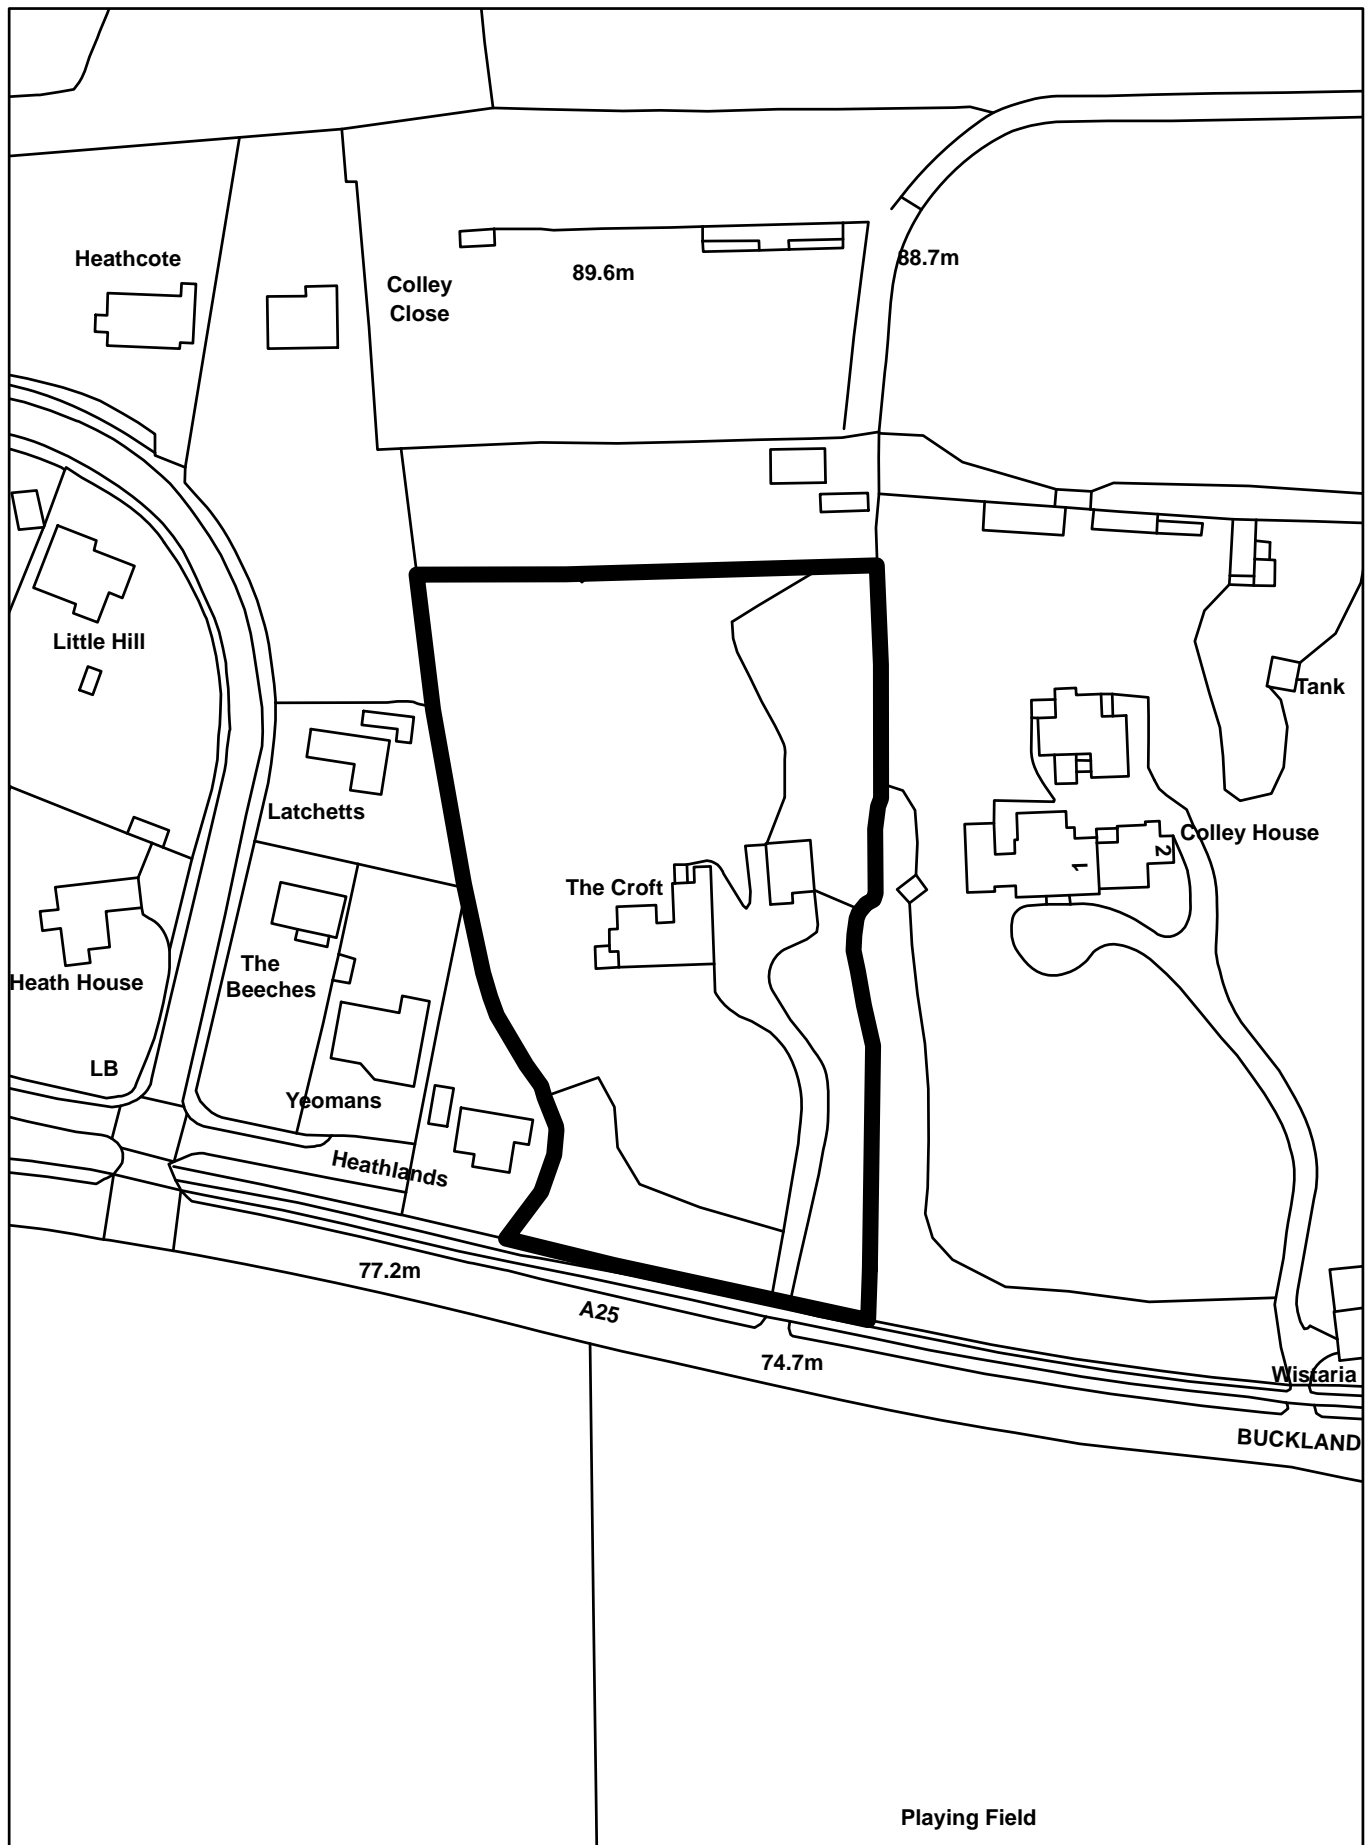 Heathcote
Colley
Close
89.6m
88.7m
Little Hill
Tank
Latchetts
Colley House
1
2
The Croft
The
Beeches
Heath House
LB
Yeomans
Heathlands
77.2m
A25
74.7m
Wistaria
BUCKLAND
Playing Field